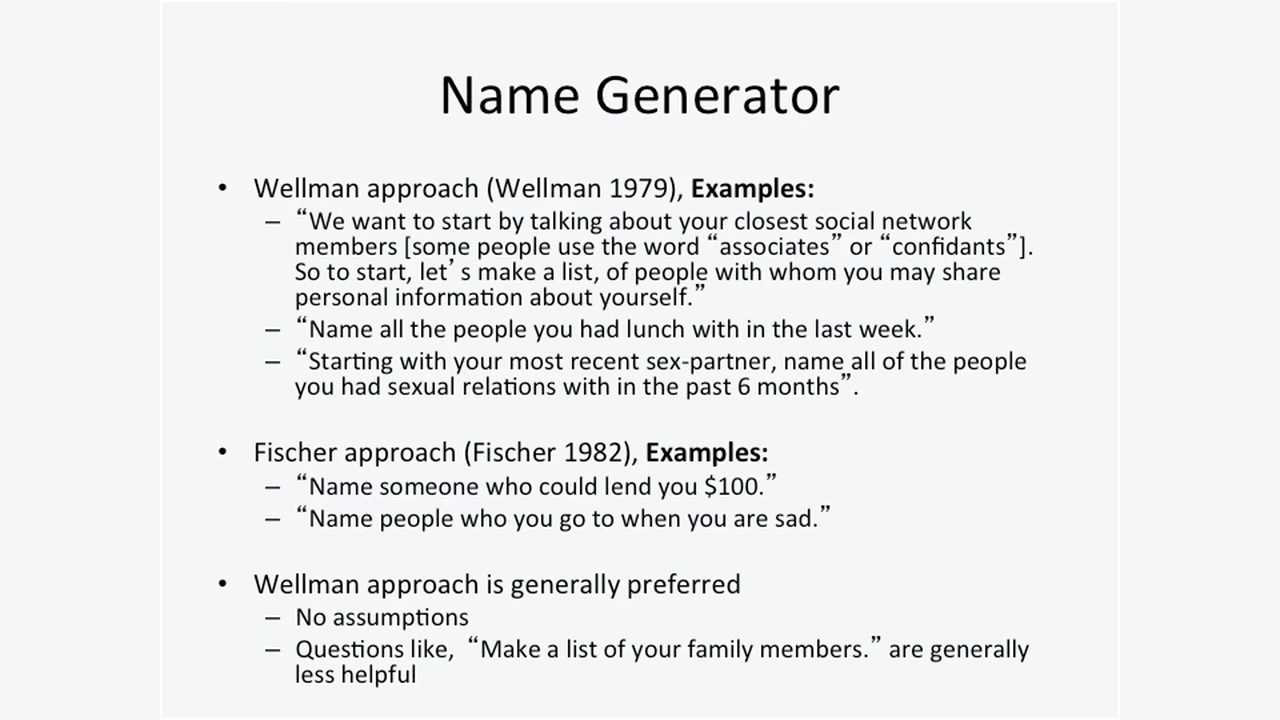 Name Generator
• Wellman approach (Wellman 1979), Examples:
– “We want to start by talking about your closest social network
members [some people use the word “associates” or “confidants”].
So to start, let’s make a list, of people with whom you may share
personal information about yourself.”
– “Name all the people you had lunch with in the last week.”
– “Starting with your most recent sex-partner, name all of the people
you had sexual relations with in the past 6 months”.
• Fischer approach (Fischer 1982), Examples:
– “Name someone who could lend you $100.”
– “Name people who you go to when you are sad.”
• Wellman approach is generally preferred
– No assumptions
– Questions like, “Make a list of your family members.” are generally
less helpful